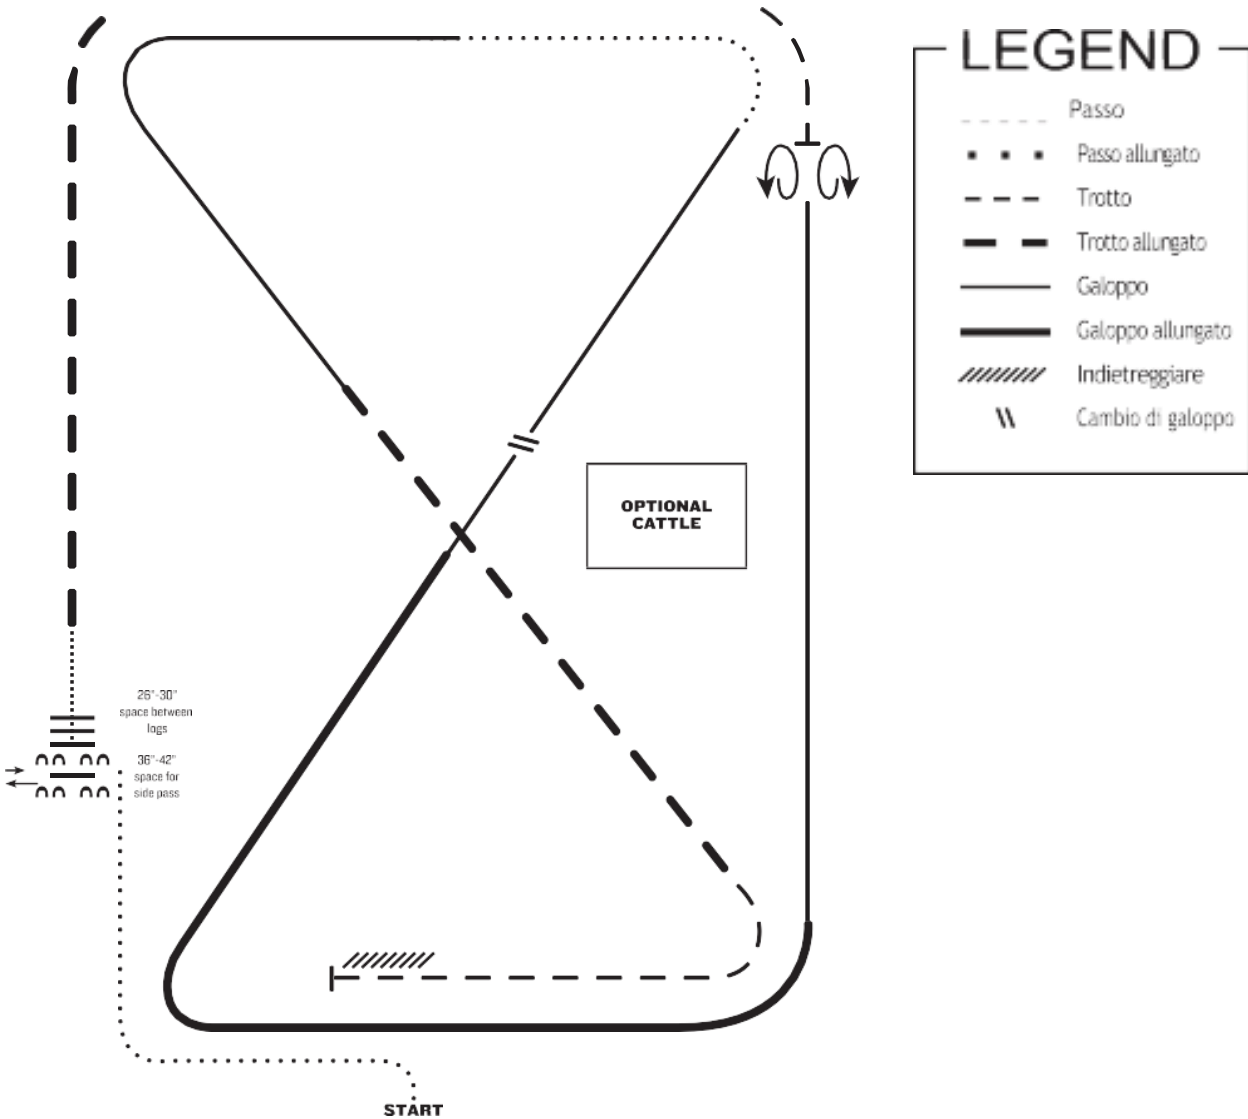 LEGEND
Passo
Passo allungato
Trotto
Trotto allungato
Galoppo
Galoppo allungato
Indietreggiare
Cambio di galoppo
OPTIONAL
CATTLE
26"-30"
space between
logs
36"-42"
space for
side pass
START